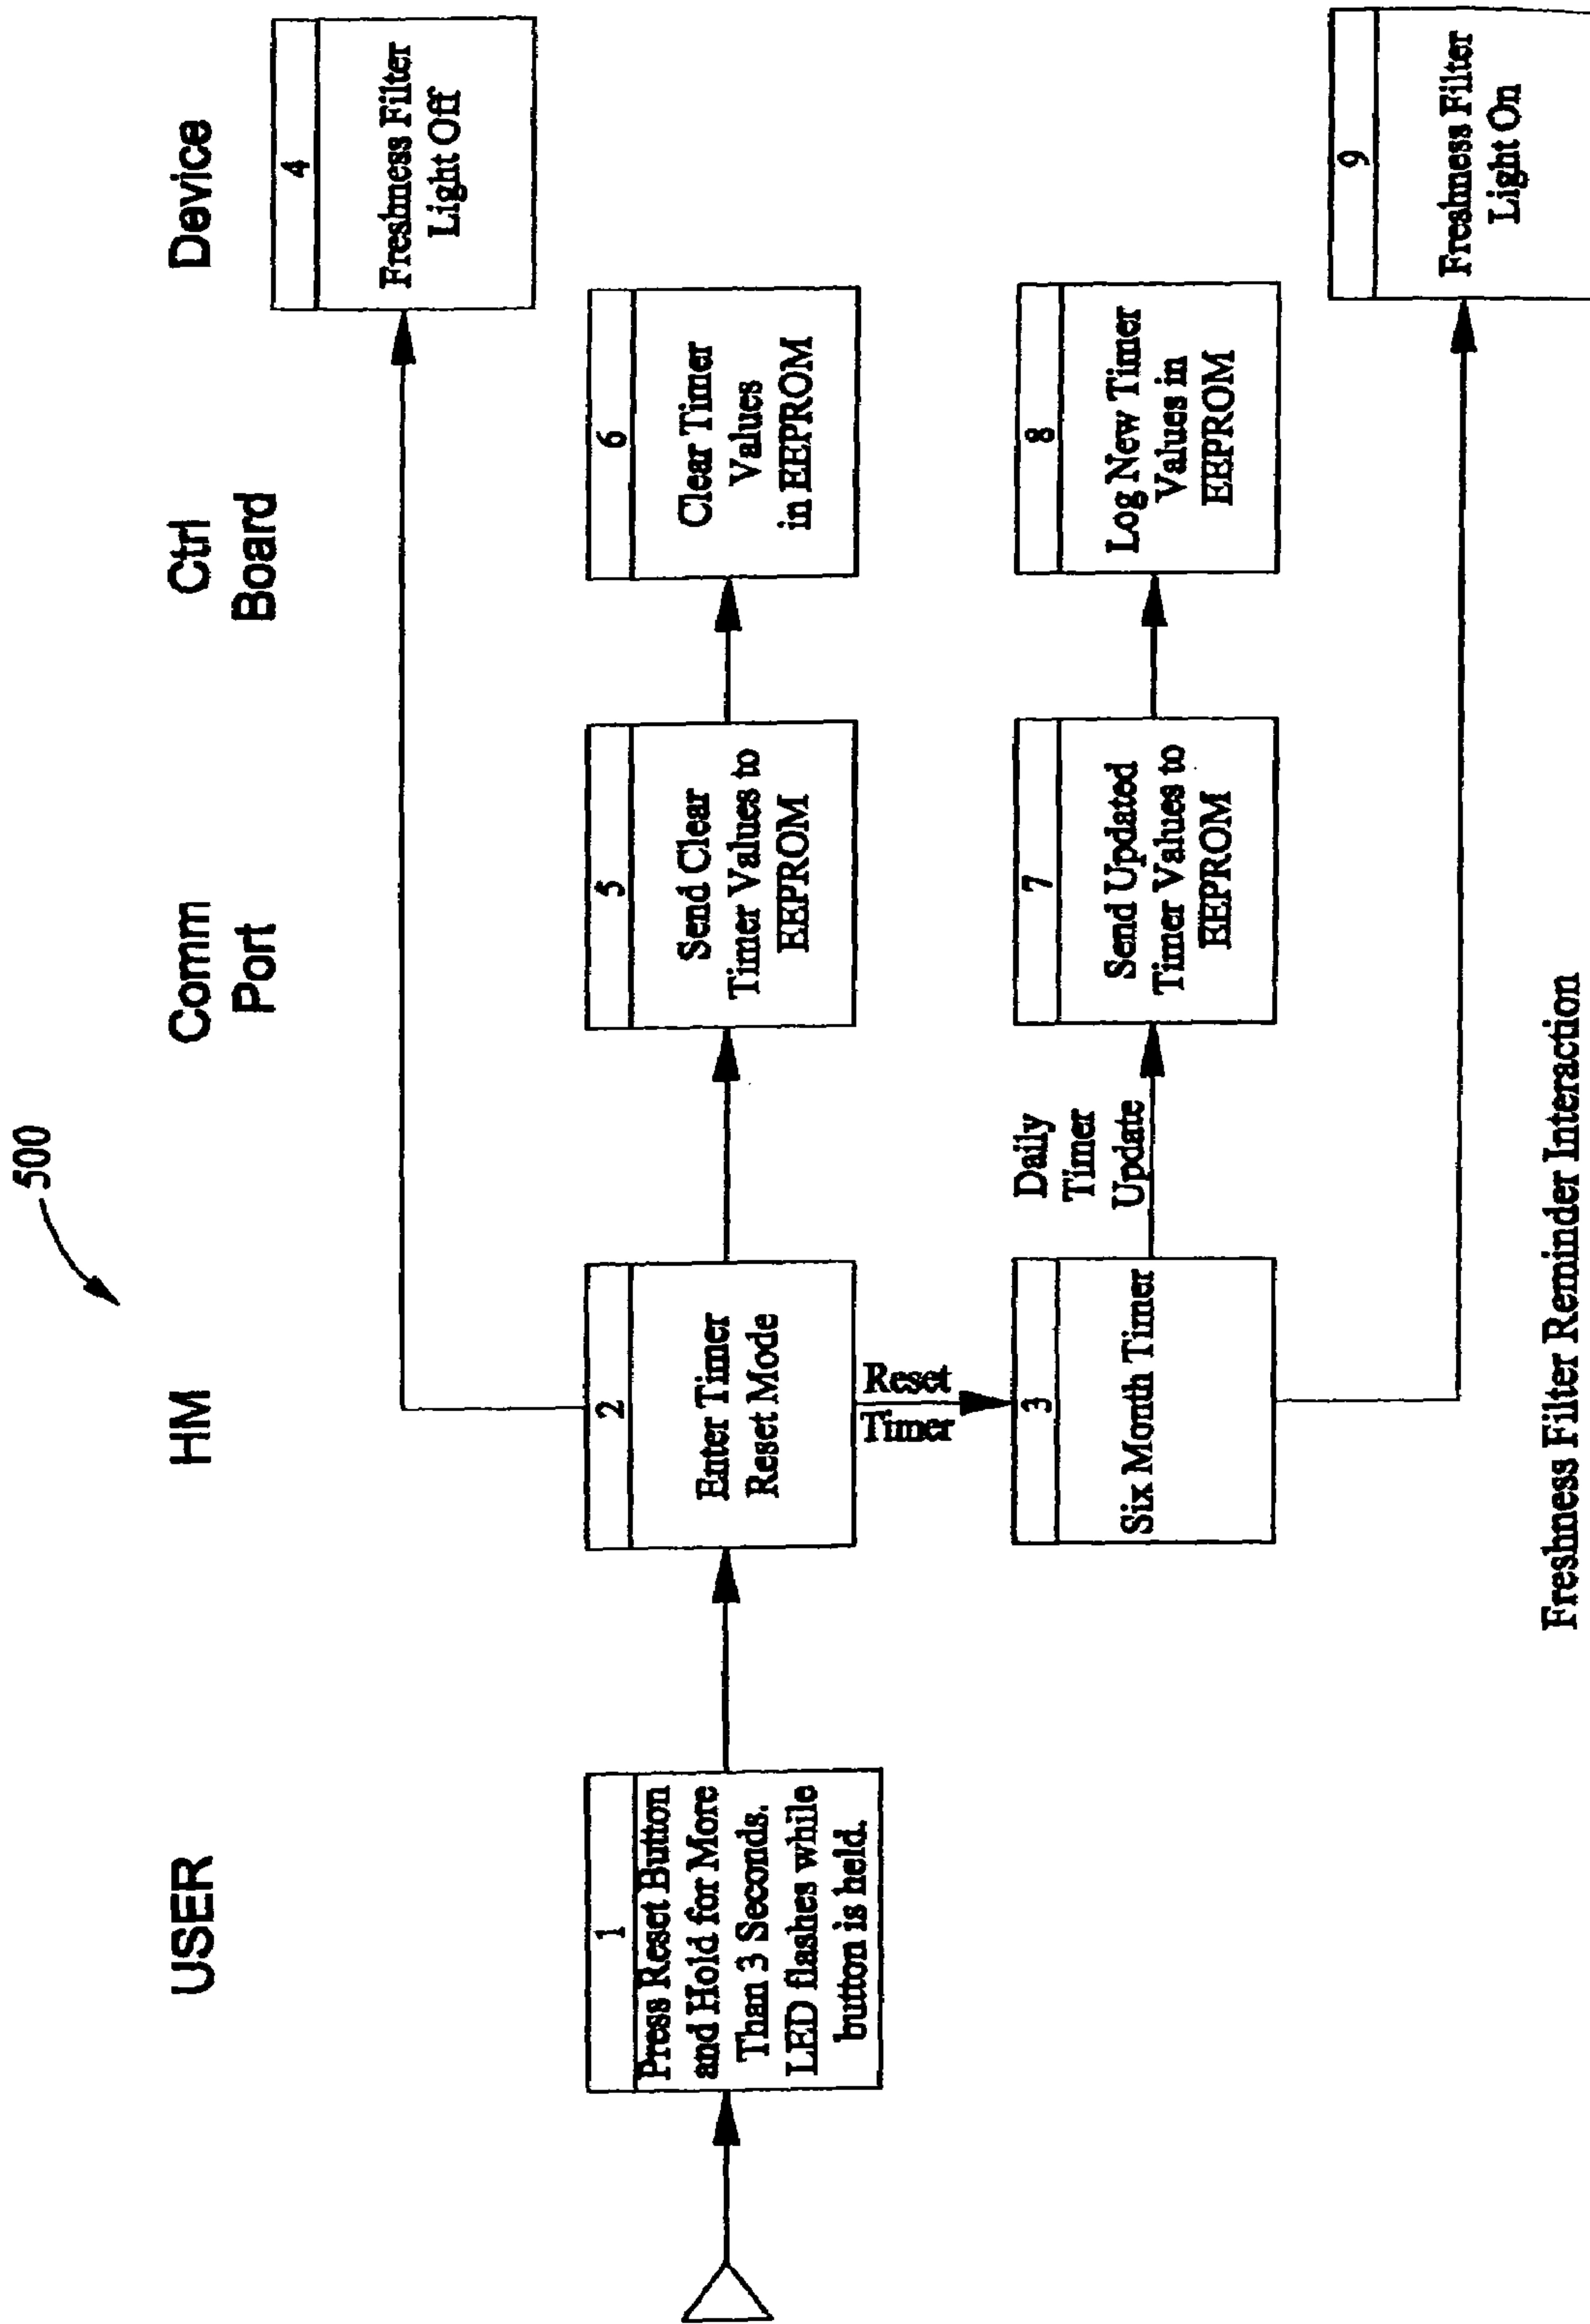 500
USER
HM
Comm
Port
Ctrl
Board
Device
4
Freshness Filter
Light Off
1
Press Reset Button
and Hold for More
Than 3 Seconds.
LED flashes while
button is held.
2
Enter Timer
Reset Mode
5
Send Clear
Timer Values to
EEPROM
6
Clear Timer
Values
in EEPROM
Reset
Timer
3
Six Month Timer
Daily
Timer
Update
7
Send Updated
Timer Values to
EEPROM
8
Log New Timer
Values in
EEPROM
9
Freshness Filter
Light On
Freshness Filter Reminder Interaction